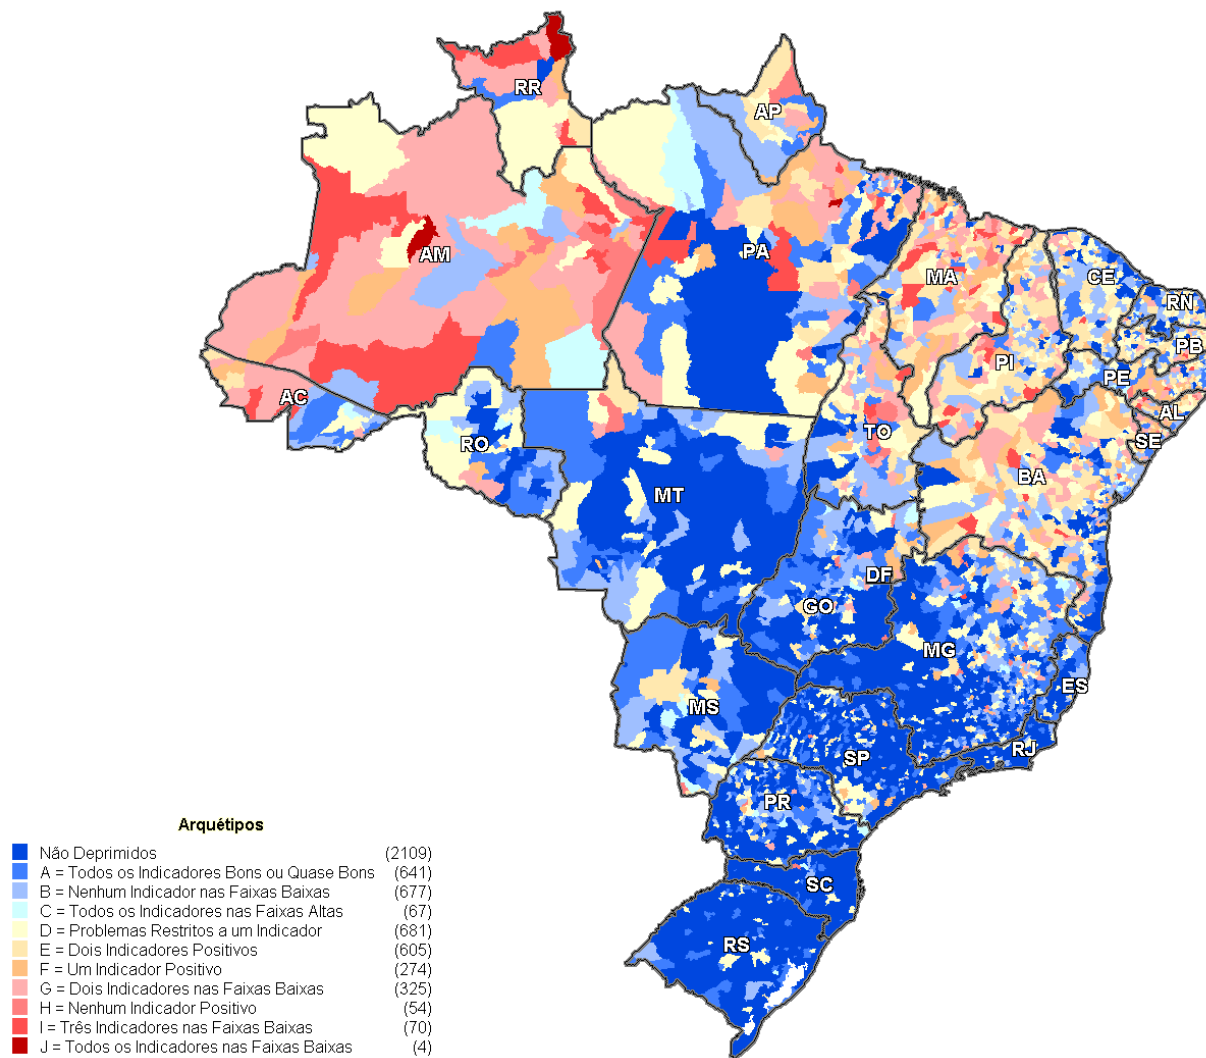 RR
AP
AM
PA
MA
CE
RN
PB
PI
PE
AC
AL
TO
SE
RO
BA
MT
DF
GO
MG
ES
MS
RJ
SP
PR
SC
RS
Arquétipos
Não Deprimidos (2109)
A = Todos os Indicadores Bons ou Quase Bons (641)
B = Nenhum Indicador nas Faixas Baixas (677)
C = Todos os Indicadores nas Faixas Altas (67)
D = Problemas Restritos a um Indicador (681)
E = Dois Indicadores Positivos (605)
F = Um Indicador Positivo (274)
G = Dois Indicadores nas Faixas Baixas (325)
H = Nenhum Indicador Positivo (54)
I = Três Indicadores nas Faixas Baixas (70)
J = Todos os Indicadores nas Faixas Baixas (4)